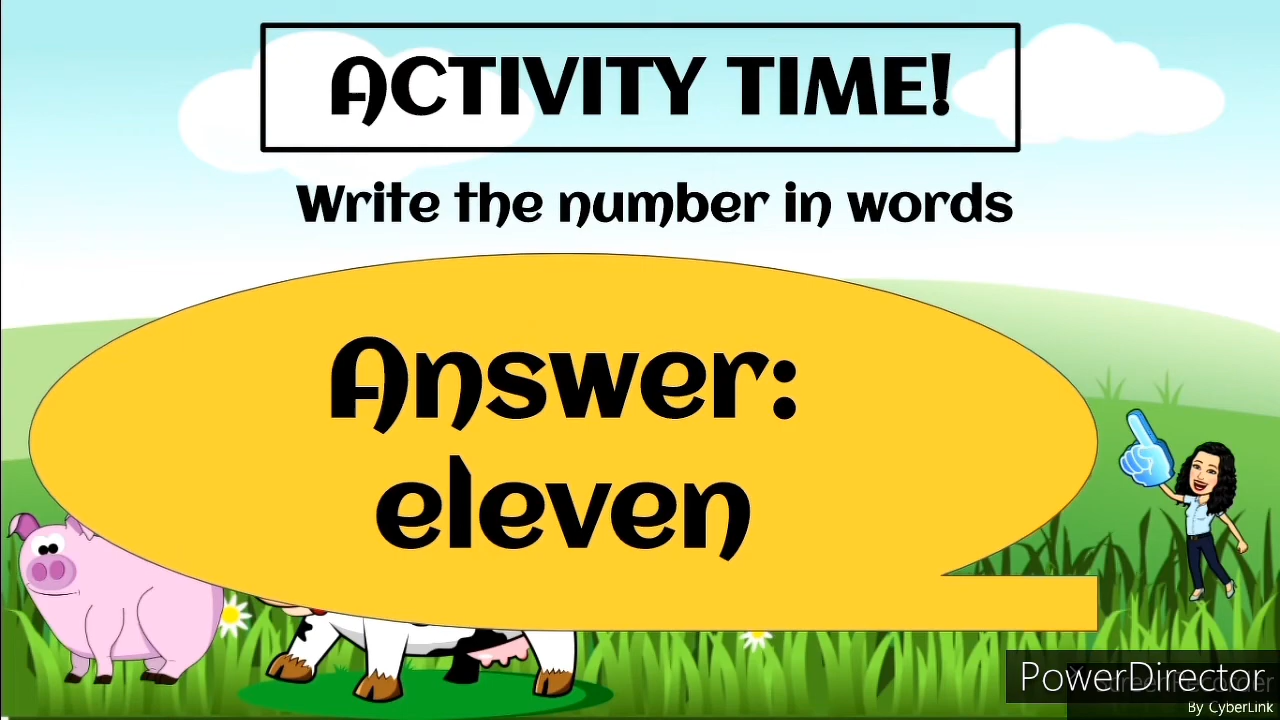 ACTIVITY TIME!
Write the number in words
Answer:
eleven
PowerDirector
By CyberLink